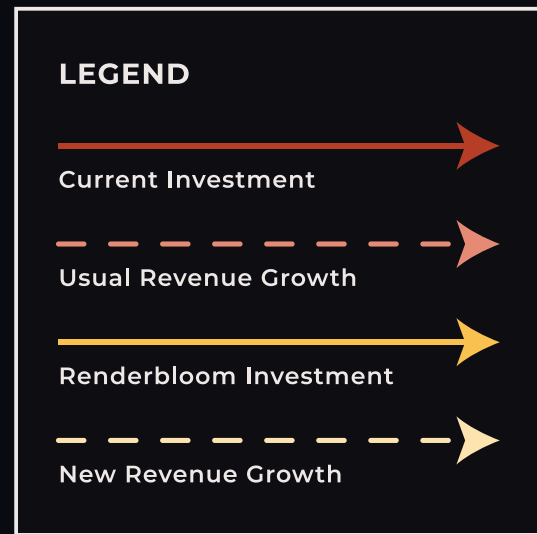 LEGEND
Current Investment
Usual Revenue Growth
Renderbloom Investment
New Revenue Growth